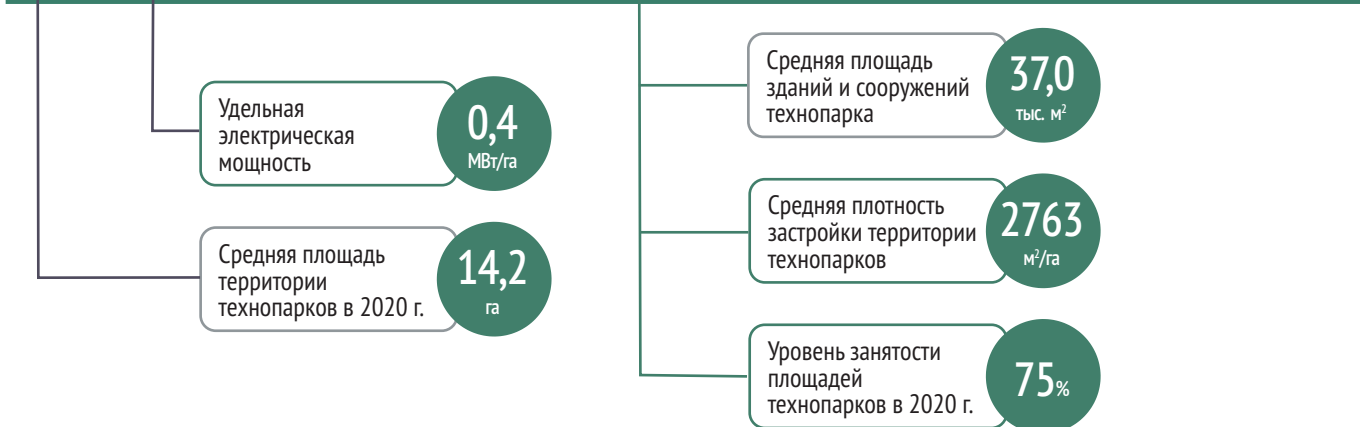 Удельная
электрическая
мощность
0,4
МВт/га
Средняя площадь
территории
технопарков в 2020 г.
14,2
га
Средняя площадь
зданий и сооружений
технопарка
37,0
тыс. м²
Средняя плотность
застройки территории
технопарков
2763
м²/га
Уровень занятости
площадей
технопарков в 2020 г.
75%